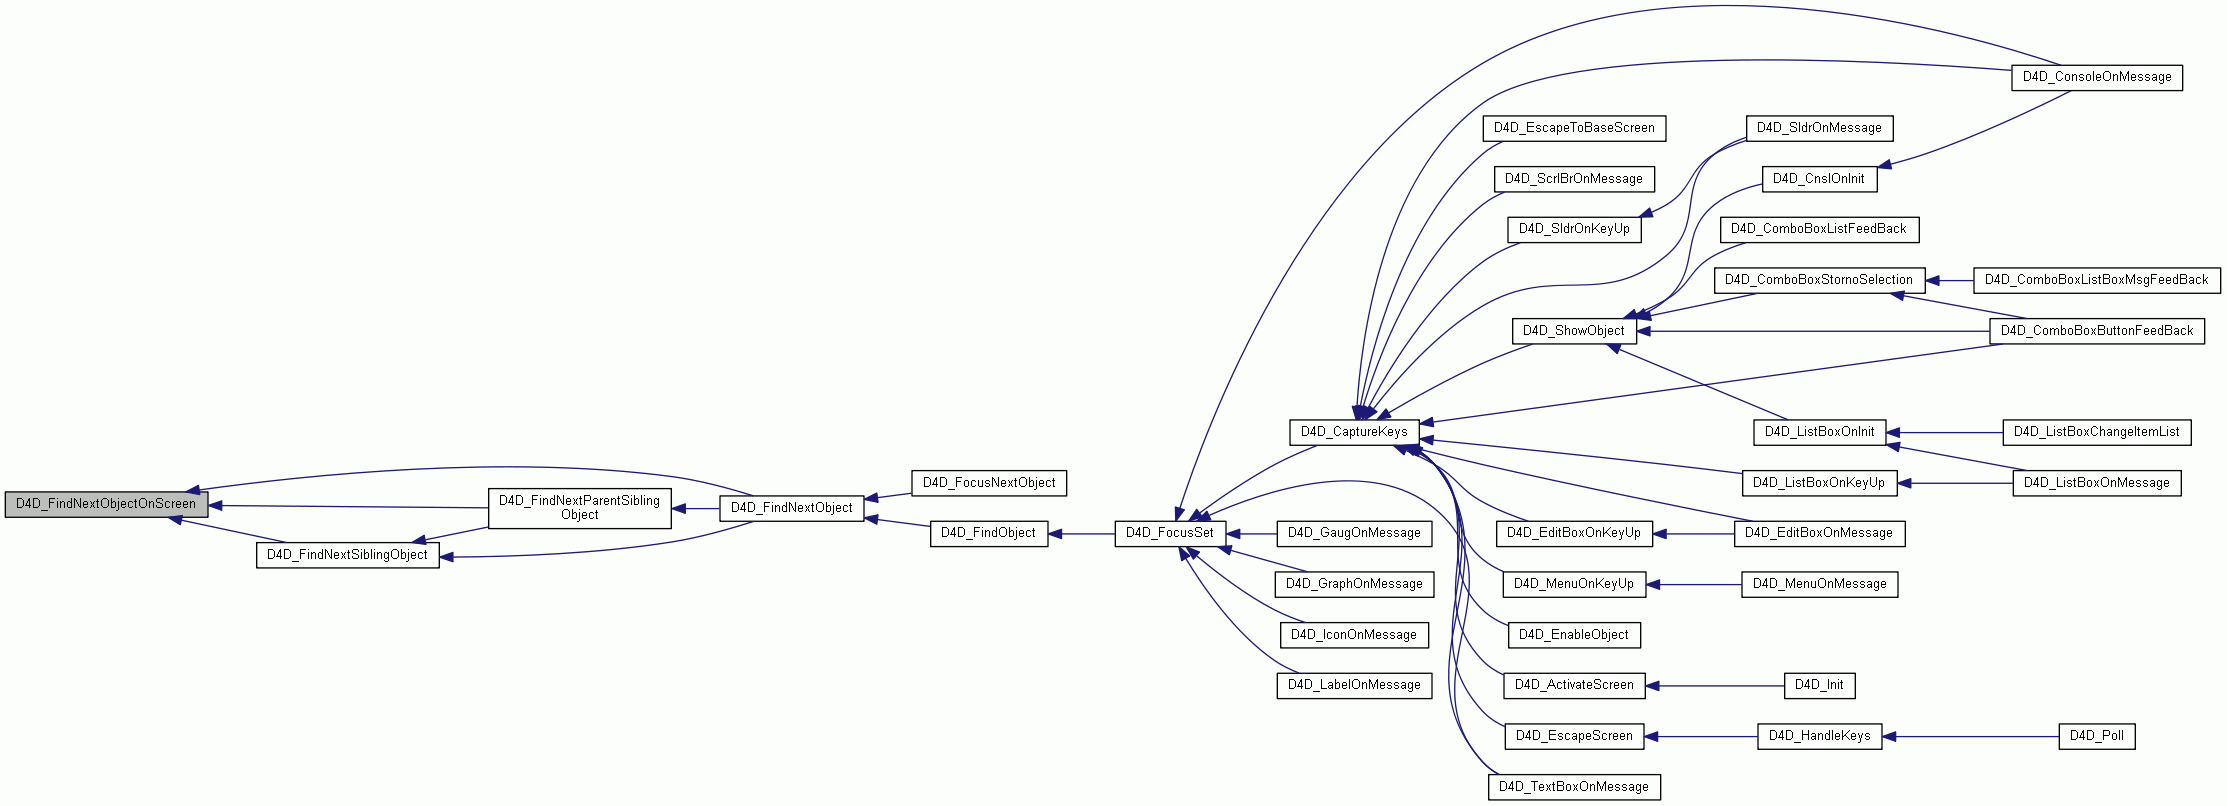 D4D_ConsoleOnMessage
D4D_EscapeToBaseScreen
D4D_SldrOnMessage
D4D_ScrlBrOnMessage
D4D_CnslOnInit
D4D_SldrOnKeyUp
D4D_ComboBoxListFeedBack
D4D_ComboBoxStornoSelection
D4D_ComboBoxListBoxMsgFeedBack
D4D_ShowObject
D4D_ComboBoxButtonFeedBack
D4D_CaptureKeys
D4D_ListBoxOnInit
D4D_ListBoxChangeItemList
D4D_FocusNextObject
D4D_ListBoxOnKeyUp
D4D_ListBoxOnMessage
D4D_FindNextObjectOnScreen
D4D_FindNextParentSibling
Object
D4D_FindNextObject
D4D_FindNextSiblingObject
D4D_FindObject
D4D_FocusSet
D4D_GaugOnMessage
D4D_EditBoxOnKeyUp
D4D_EditBoxOnMessage
D4D_GraphOnMessage
D4D_MenuOnKeyUp
D4D_MenuOnMessage
D4D_IconOnMessage
D4D_EnableObject
D4D_LabelOnMessage
D4D_ActivateScreen
D4D_Init
D4D_EscapeScreen
D4D_HandleKeys
D4D_Poll
D4D_TextBoxOnMessage